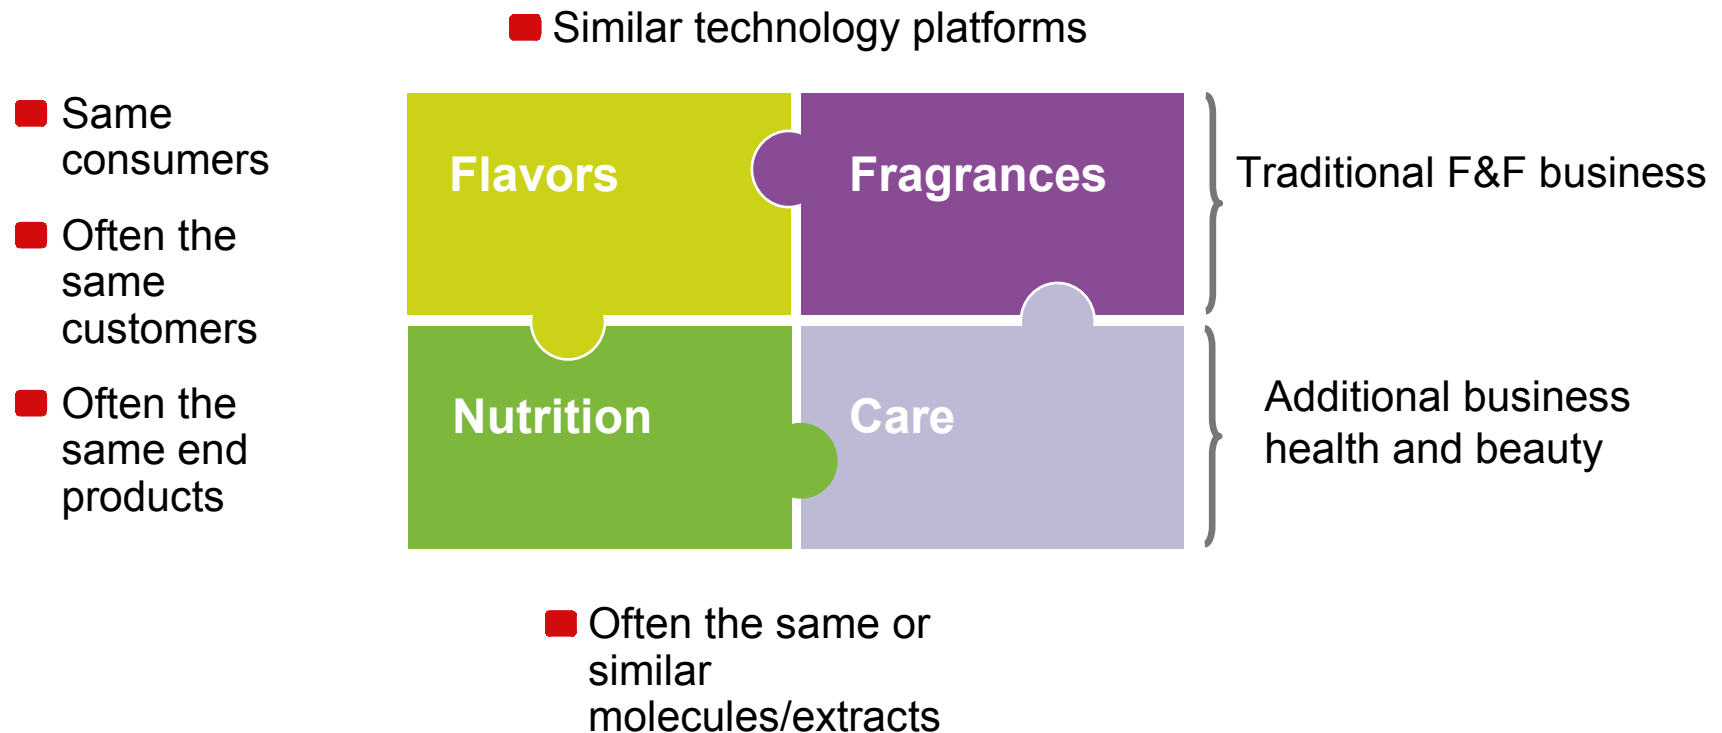 Similar technology platforms
Same
consumers
Often the
same
customers
Often the
same end
products
Flavors
Fragrances
Nutrition
Care
Traditional F&F business
Additional business
health and beauty
Often the same or
similar
molecules/extracts